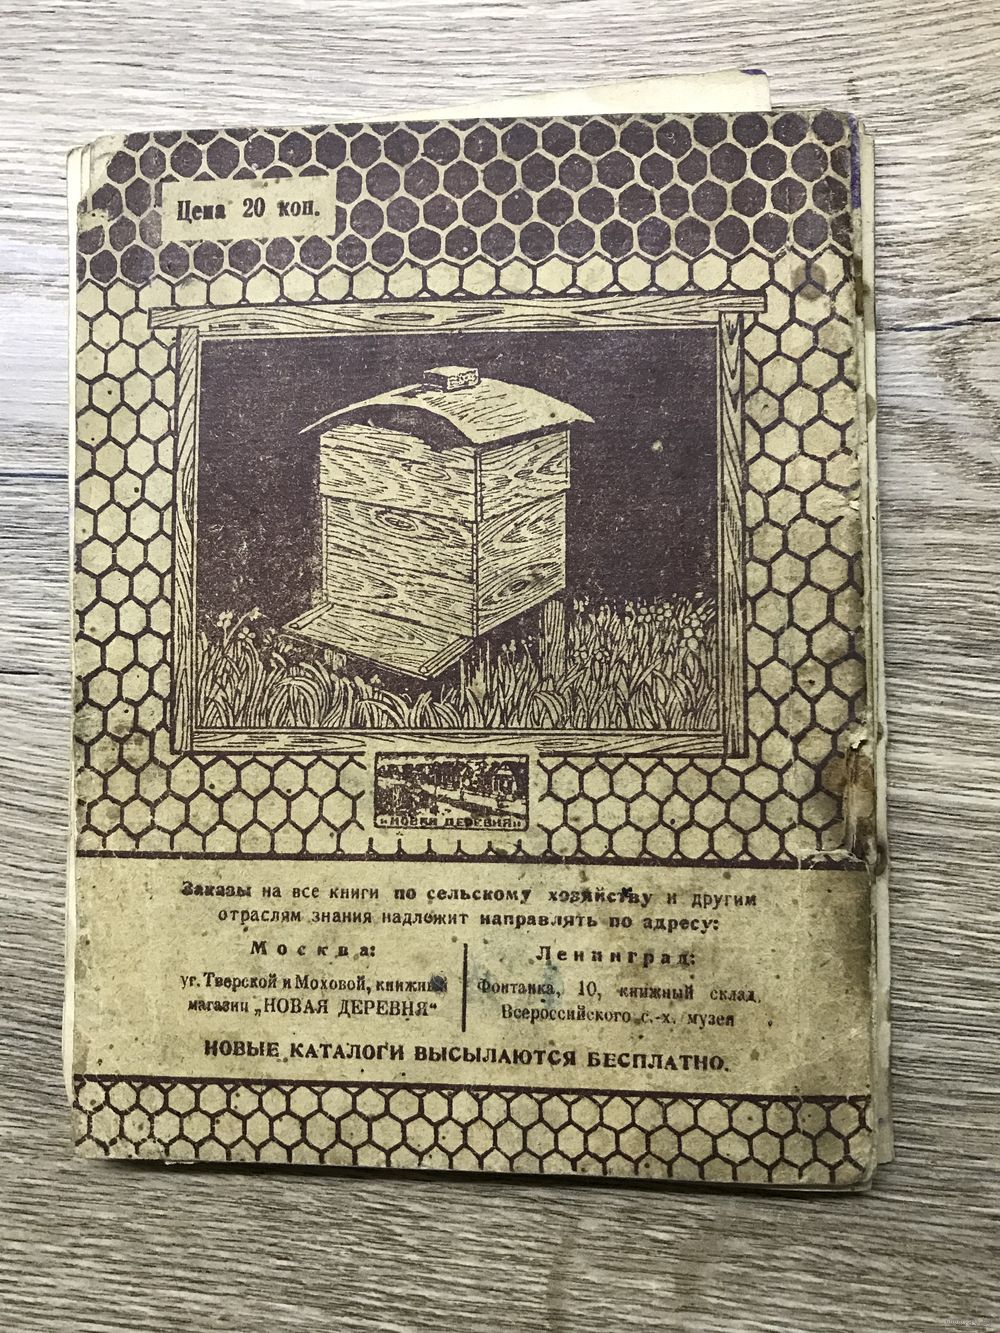 Цена 20 коп.
„НОВАЯ ДЕРЕВНЯ“
Заказы на все книги по сельскому хозяйству и другим
отраслям знания надлежит направлять по адресу:
Москва:
уг. Тверской и Моховой, книжный
магазин „НОВАЯ ДЕРЕВНЯ“
Ленинград:
Фонтанка, 10, книжный склад
Всероссийского с.-х. музея
НОВЫЕ КАТАЛОГИ ВЫСЫЛАЮТСЯ БЕСПЛАТНО.